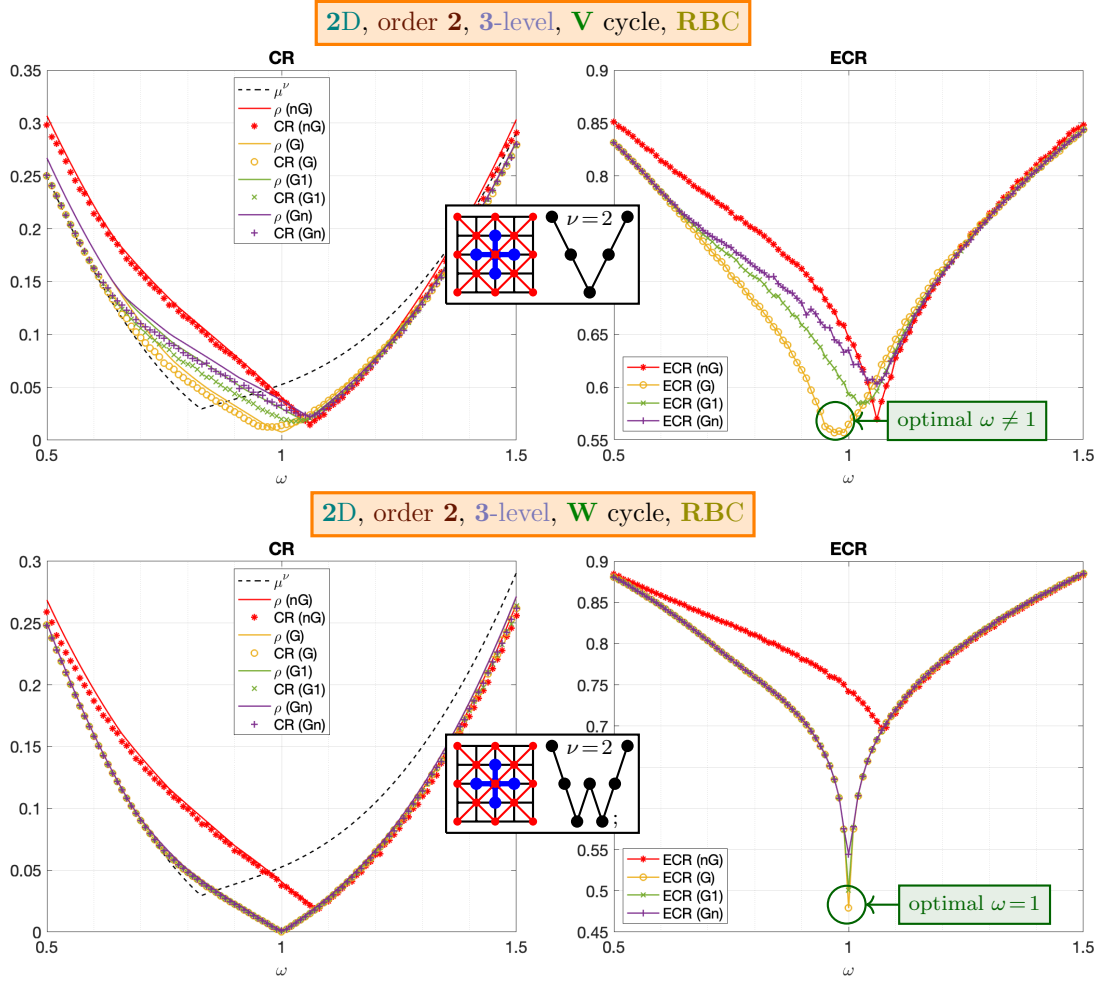 2D, order 2, 3-level, V cycle, RBC
CR
0.35
0.3
0.25
0.2
0.15
0.1
0.05
0
0.5
1
1.5
ω
μ^ν
ρ (nG)
CR (nG)
ρ (G)
CR (G)
ρ (G1)
CR (G1)
ρ (Gn)
CR (Gn)
ν=2
ECR
0.9
0.85
0.8
0.75
0.7
0.65
0.6
0.55
0.5
1
1.5
ω
ECR (nG)
ECR (G)
ECR (G1)
ECR (Gn)
optimal ω ≠ 1
2D, order 2, 3-level, W cycle, RBC
CR
0.3
0.25
0.2
0.15
0.1
0.05
0
0.5
1
1.5
ω
μ^ν
ρ (nG)
CR (nG)
ρ (G)
CR (G)
ρ (G1)
CR (G1)
ρ (Gn)
CR (Gn)
ν=2
;
ECR
0.9
0.85
0.8
0.75
0.7
0.65
0.6
0.55
0.5
0.45
0.5
1
1.5
ω
ECR (nG)
ECR (G)
ECR (G1)
ECR (Gn)
optimal ω=1